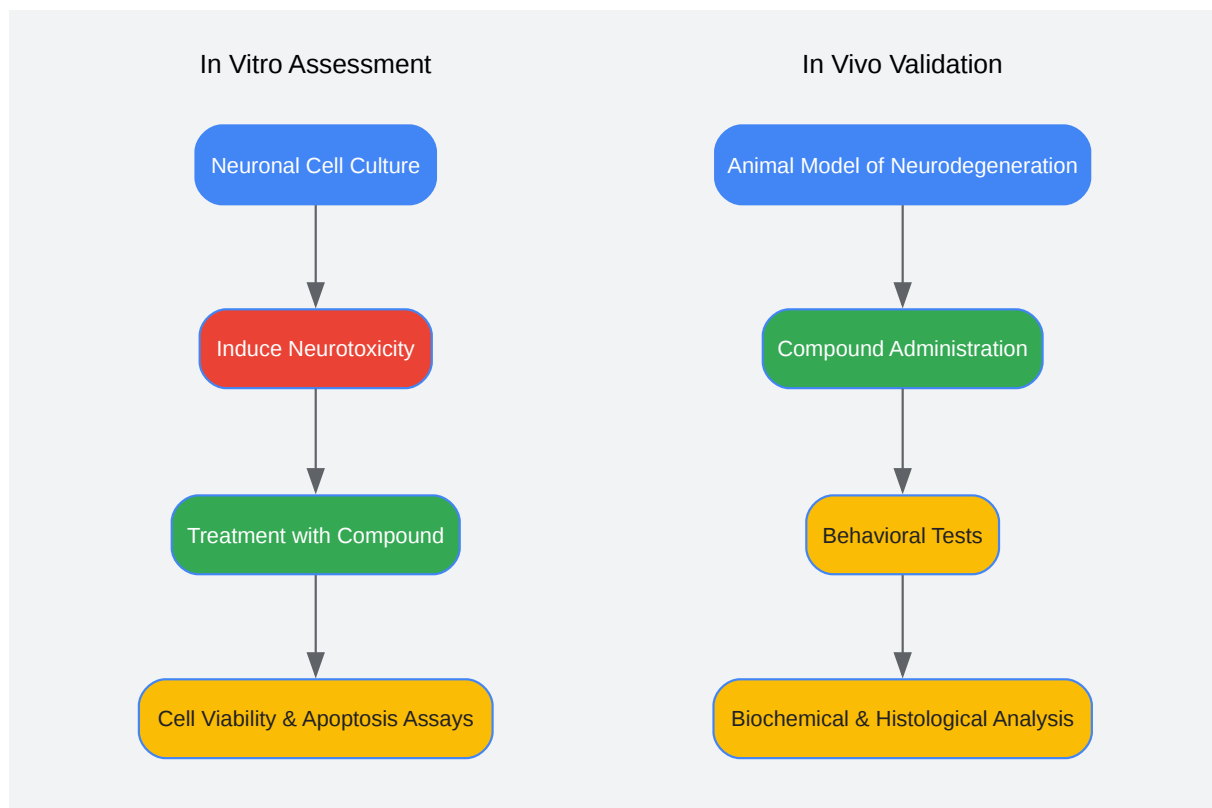 In Vitro Assessment
Neuronal Cell Culture
Induce Neurotoxicity
Treatment with Compound
Cell Viability & Apoptosis Assays
In Vivo Validation
Animal Model of Neurodegeneration
Compound Administration
Behavioral Tests
Biochemical & Histological Analysis